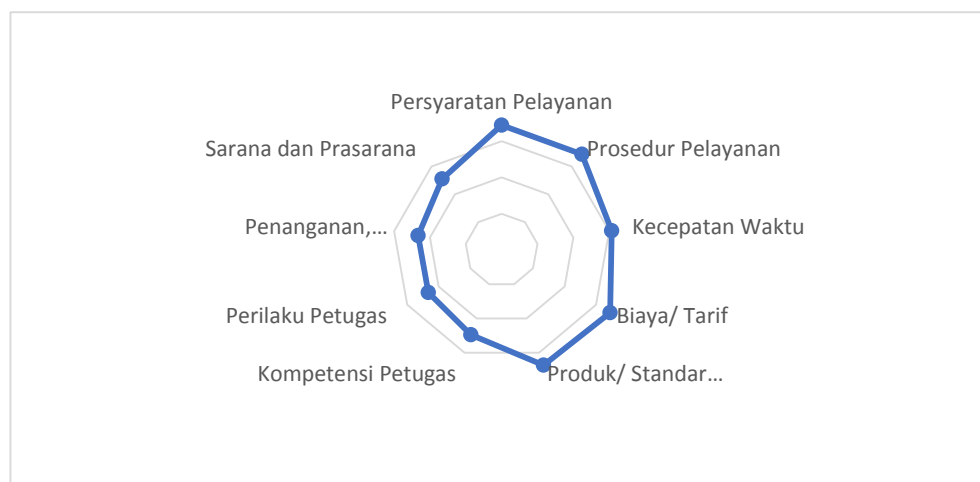 Persyaratan Pelayanan
Prosedur Pelayanan
Kecepatan Waktu
Biaya/ Tarif
Produk/ Standar...
Kompetensi Petugas
Perilaku Petugas
Penanganan,...
Sarana dan Prasarana